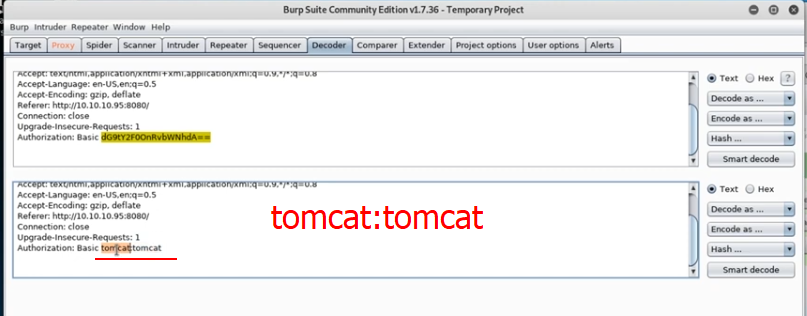 Burp Suite Community Edition v1.7.36 - Temporary Project
Burp Intruder Repeater Window Help
Target Proxy Spider Scanner Intruder Repeater Sequencer Decoder Comparer Extender Project options User options Alerts
Accept: text/html,application/xhtml+xml,application/xml;q=0.9,*/*;q=0.8
Accept-Language: en-US,en;q=0.5
Accept-Encoding: gzip, deflate
Referer: http://10.10.10.95:8080/
Connection: close
Upgrade-Insecure-Requests: 1
Authorization: Basic dG9tY2F0OnRvbWNhdA==
Text Hex ?
Decode as ...
Encode as ...
Hash ...
Smart decode
Accept: text/html,application/xhtml+xml,application/xml;q=0.9,*/*;q=0.8
Accept-Language: en-US,en;q=0.5
Accept-Encoding: gzip, deflate
Referer: http://10.10.10.95:8080/
Connection: close
Upgrade-Insecure-Requests: 1
Authorization: Basic tomcat:tomcat
tomcat:tomcat
Text Hex
Decode as ...
Encode as ...
Hash ...
Smart decode